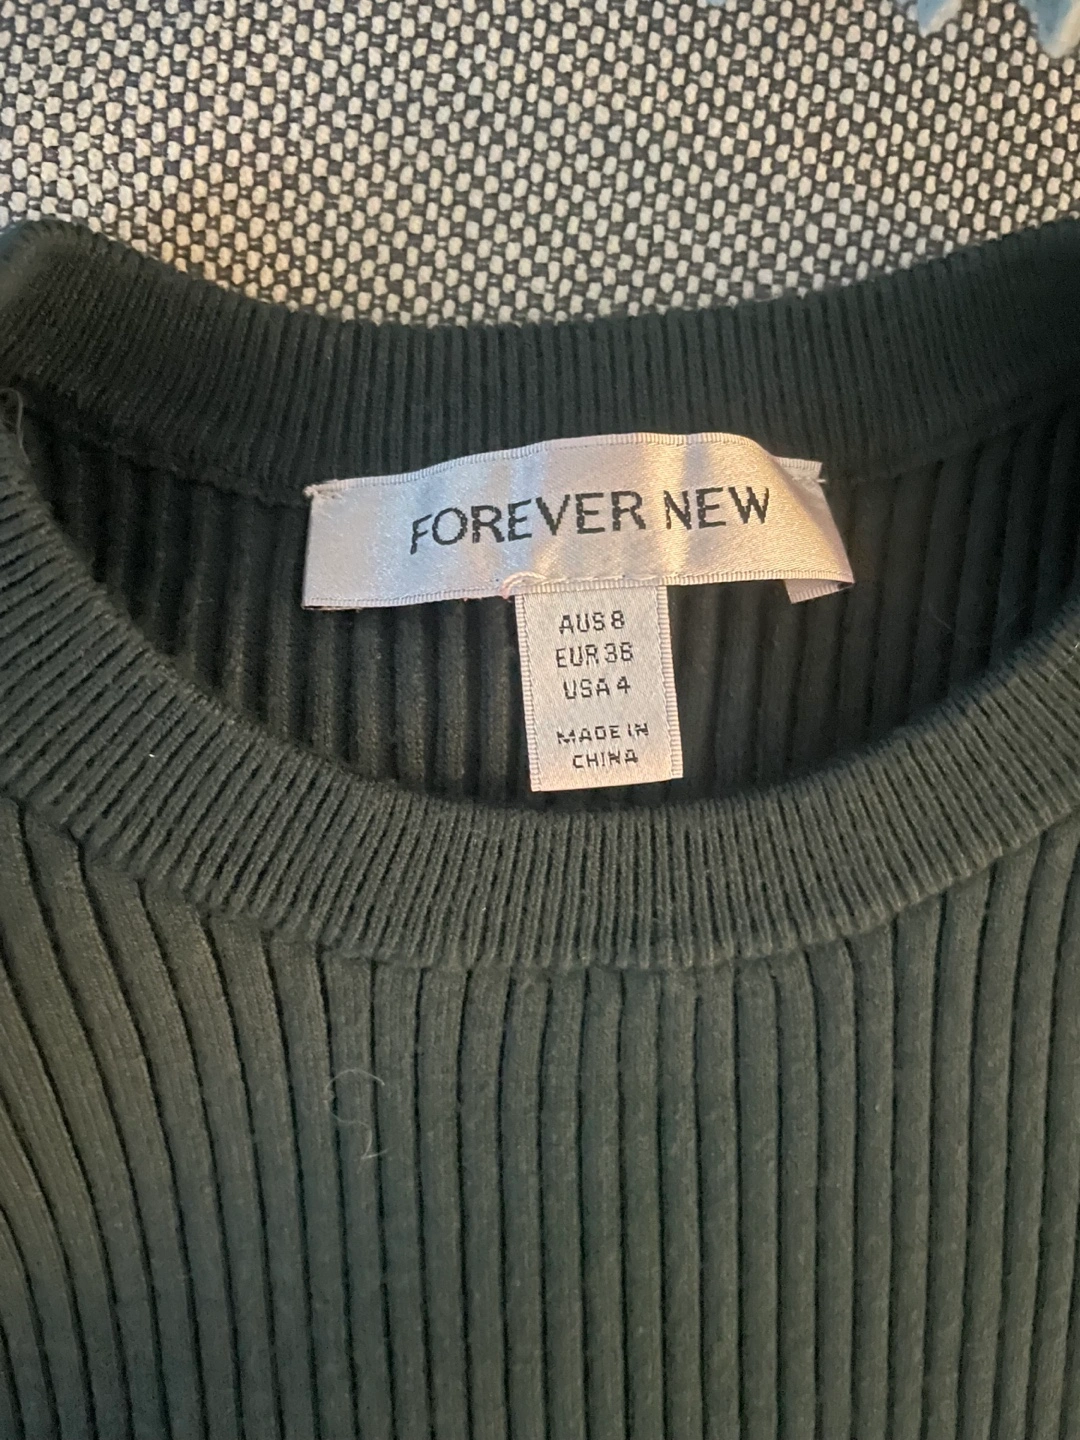 FOREVER NEW
AUS 8
EUR 36
USA 4
MADE IN
CHINA